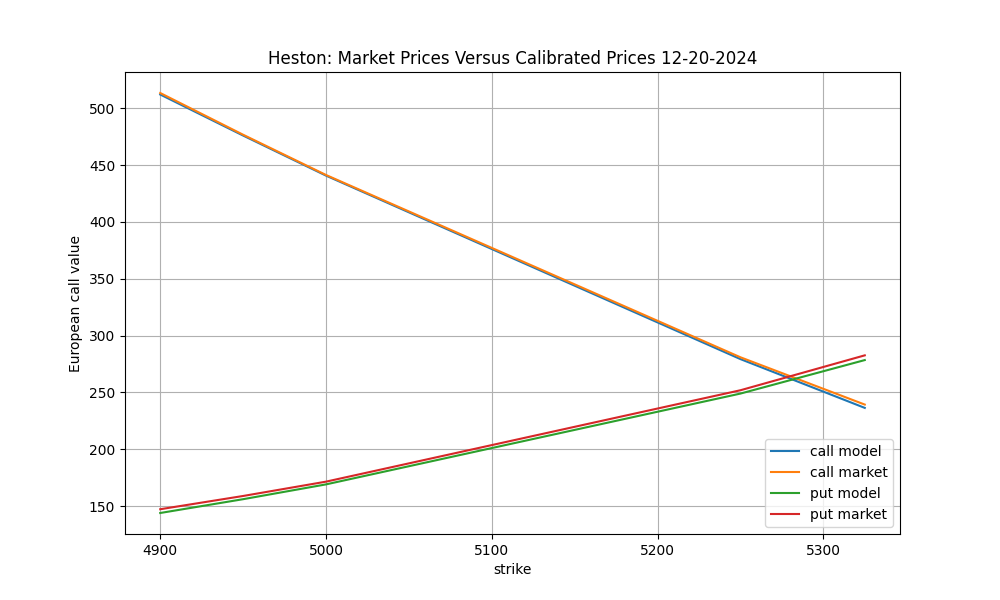 Heston: Market Prices Versus Calibrated Prices 12-20-2024
European call value
500
450
400
350
300
250
200
150
4900
5000
5100
5200
5300
strike
call model
call market
put model
put market